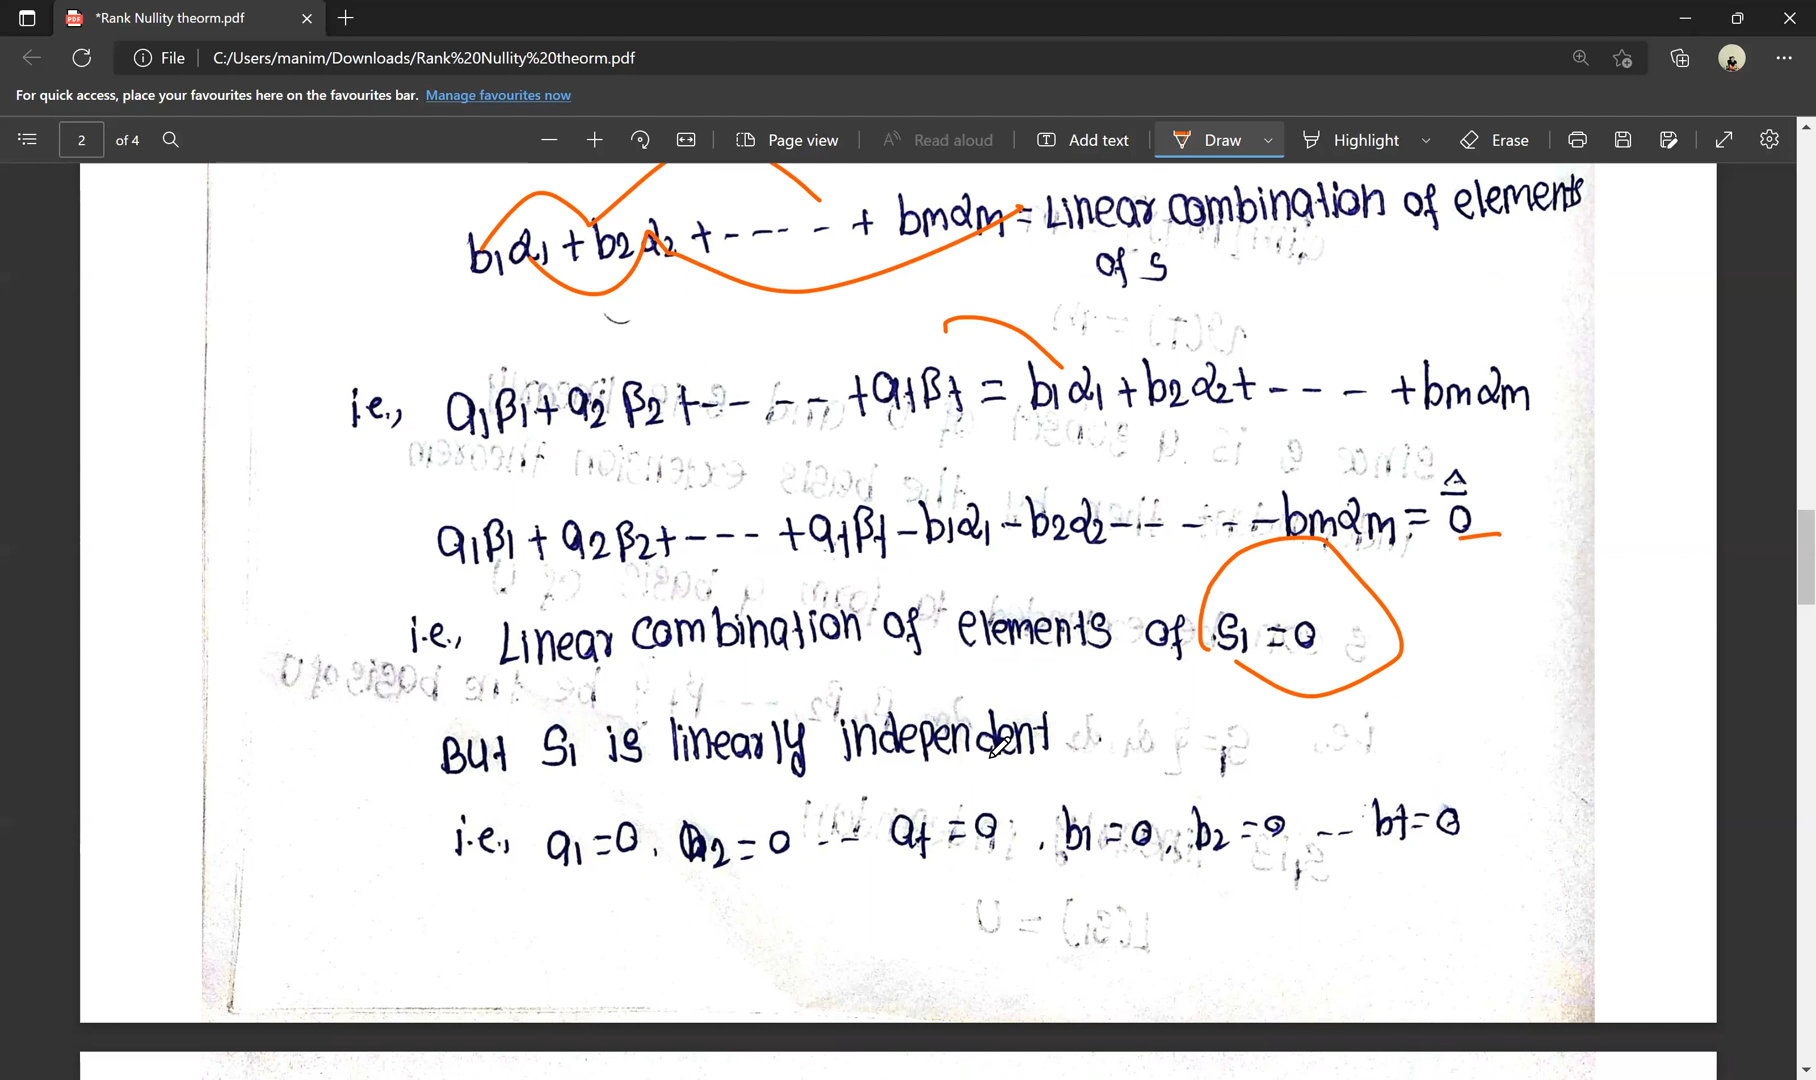 *Rank Nullity theorm.pdf
File C:/Users/manim/Downloads/Rank%20Nullity%20theorm.pdf
For quick access, place your favourites here on the favourites bar. Manage favourites now
2 of 4 Page view Read aloud Add text Draw Highlight Erase
b1α1 + b2α2 + ---- - + bmαm = Linear combination of elements
of S
i.e., a1β1 + a2β2 + -- -- -- + atβt = b1α1 + b2α2 + - - - + bmαm
a1β1 + a2β2 + --- - + atβt - b1α1 - b2α2 - - - - - bmαm = 0̂
i.e., Linear combination of elements of S1 = 0
But S1 is linearly independent
i.e., a1 = 0, a2 = 0 -- at = 0, b1 = 0, b2 = 0 -- bt = 0